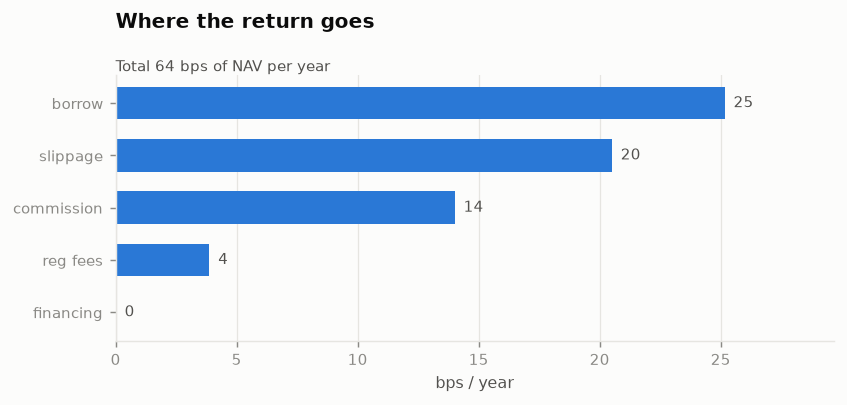 Where the return goes
Total 64 bps of NAV per year
borrow 25
slippage 20
commission 14
reg fees 4
financing 0
0 5 10 15 20 25
bps / year